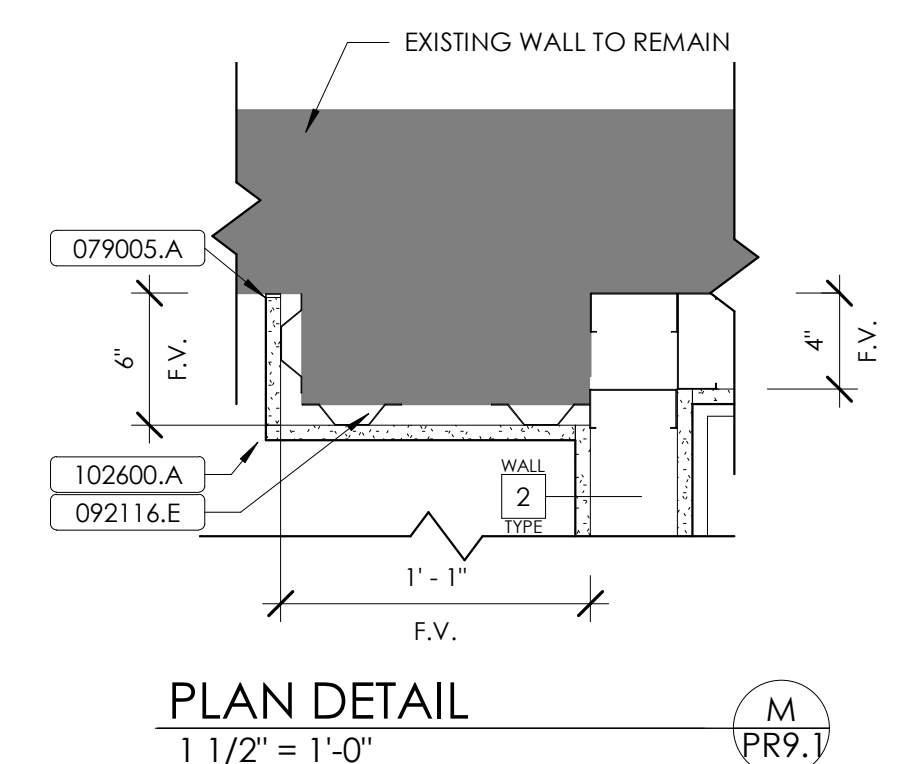 EXISTING WALL TO REMAIN
079005.A
6"
F.V.
4"
F.V.
102600.A
092116.E
WALL
2
TYPE
1' - 1"
F.V.
PLAN DETAIL
1 1/2" = 1'-0"
M
PR9.1